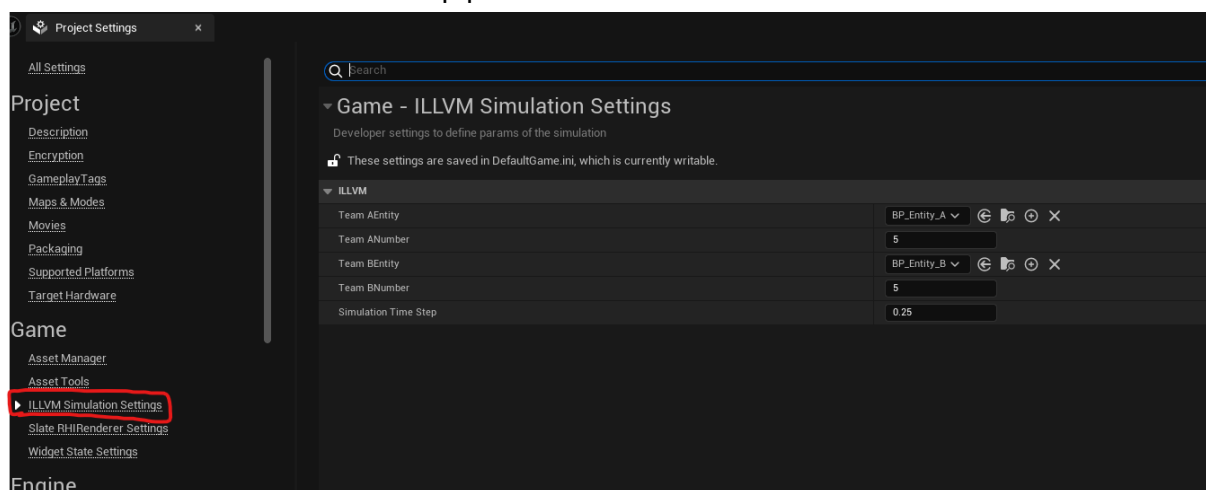 Project Settings
All Settings
Project
Description
Encryption
GameplayTags
Maps & Modes
Movies
Packaging
Supported Platforms
Target Hardware
Game
Asset Manager
Asset Tools
ILLVM Simulation Settings
Slate RHIRenderer Settings
Widget State Settings
Engine
Search
Game - ILLVM Simulation Settings
Developer settings to define params of the simulation
These settings are saved in DefaultGame.ini, which is currently writable.
ILLVM
Team AEntity BP_Entity_A
Team ANumber 5
Team BEntity BP_Entity_B
Team BNumber 5
Simulation Time Step 0.25